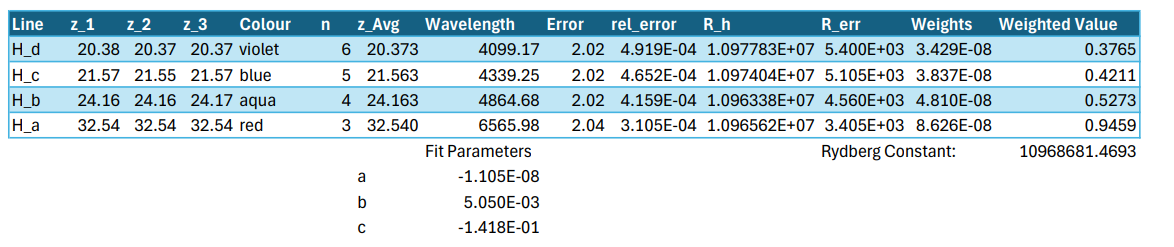 Line z_1 z_2 z_3 Colour n z_Avg Wavelength Error rel_error R_h R_err Weights Weighted Value
H_d 20.38 20.37 20.37 violet 6 20.373 4099.17 2.02 4.919E-04 1.097783E+07 5.400E+03 3.429E-08 0.3765
H_c 21.57 21.55 21.57 blue 5 21.563 4339.25 2.02 4.652E-04 1.097404E+07 5.105E+03 3.837E-08 0.4211
H_b 24.16 24.16 24.17 aqua 4 24.163 4864.68 2.02 4.159E-04 1.096338E+07 4.560E+03 4.810E-08 0.5273
H_a 32.54 32.54 32.54 red 3 32.540 6565.98 2.04 3.105E-04 1.096562E+07 3.405E+03 8.626E-08 0.9459
Fit Parameters Rydberg Constant: 10968681.4693
a -1.105E-08
b 5.050E-03
c -1.418E-01